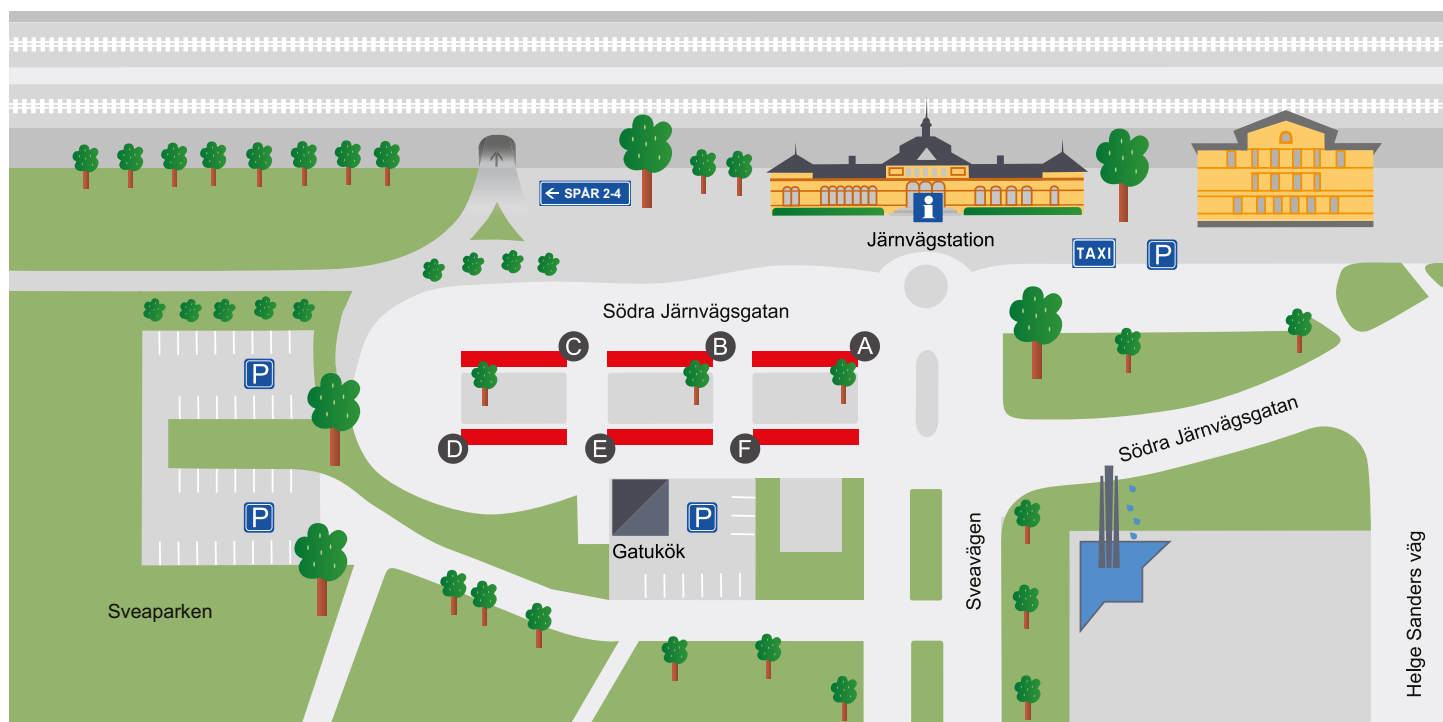 ← SPÅR 2-4
i
Järnvägstation
TAXI
P
Södra Järnvägsgatan
C
B
A
P
D
E
F
Södra Järnvägsgatan
P
P
Gatukök
Sveavägen
Helge Sanders väg
Sveaparken